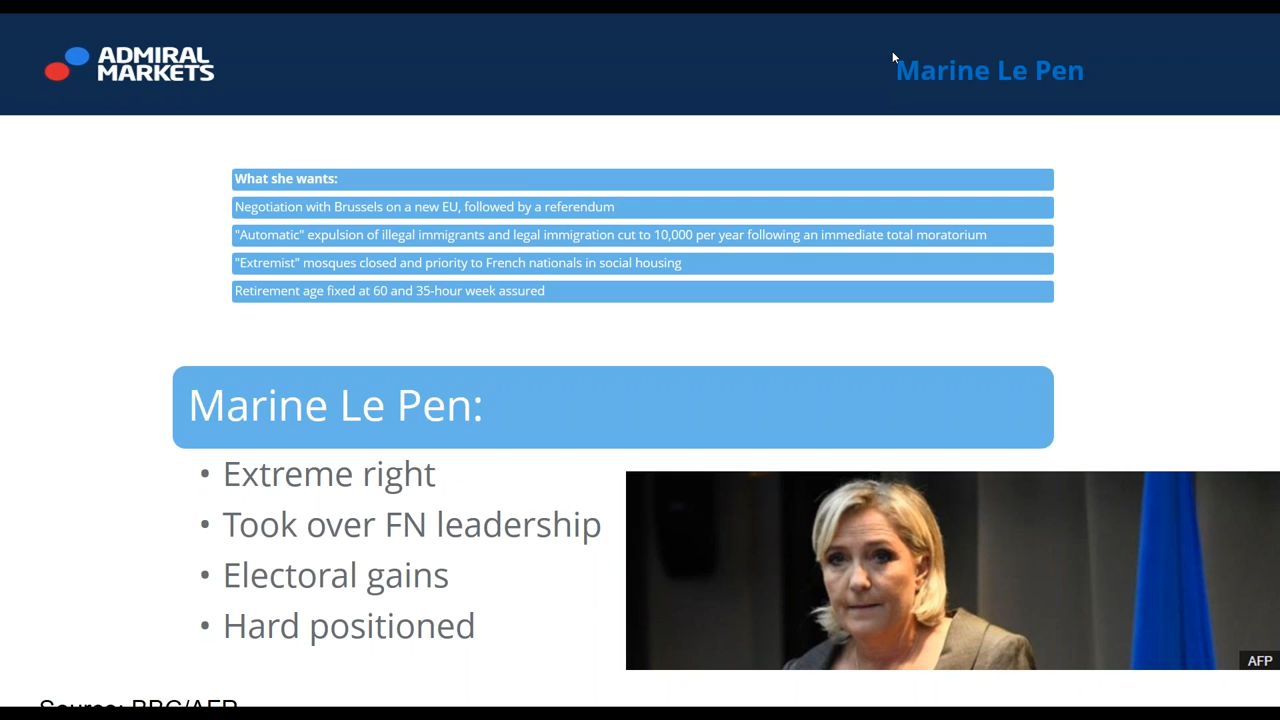 ADMIRAL
MARKETS
Marine Le Pen
What she wants:
Negotiation with Brussels on a new EU, followed by a referendum
"Automatic" expulsion of illegal immigrants and legal immigration cut to 10,000 per year following an immediate total moratorium
"Extremist" mosques closed and priority to French nationals in social housing
Retirement age fixed at 60 and 35-hour week assured
Marine Le Pen:
• Extreme right
• Took over FN leadership
• Electoral gains
• Hard positioned
AFP
Source: BBC/AFP